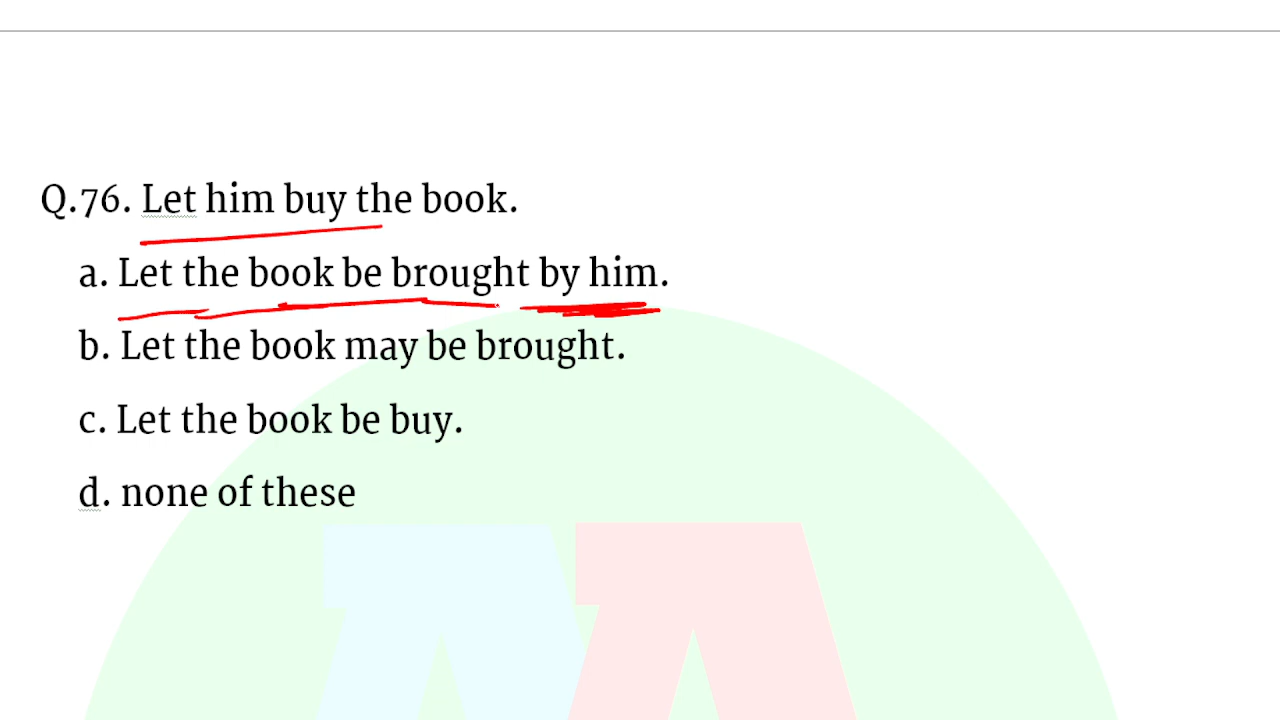 Q.76. Let him buy the book.
a. Let the book be brought by him.
b. Let the book may be brought.
c. Let the book be buy.
d. none of these